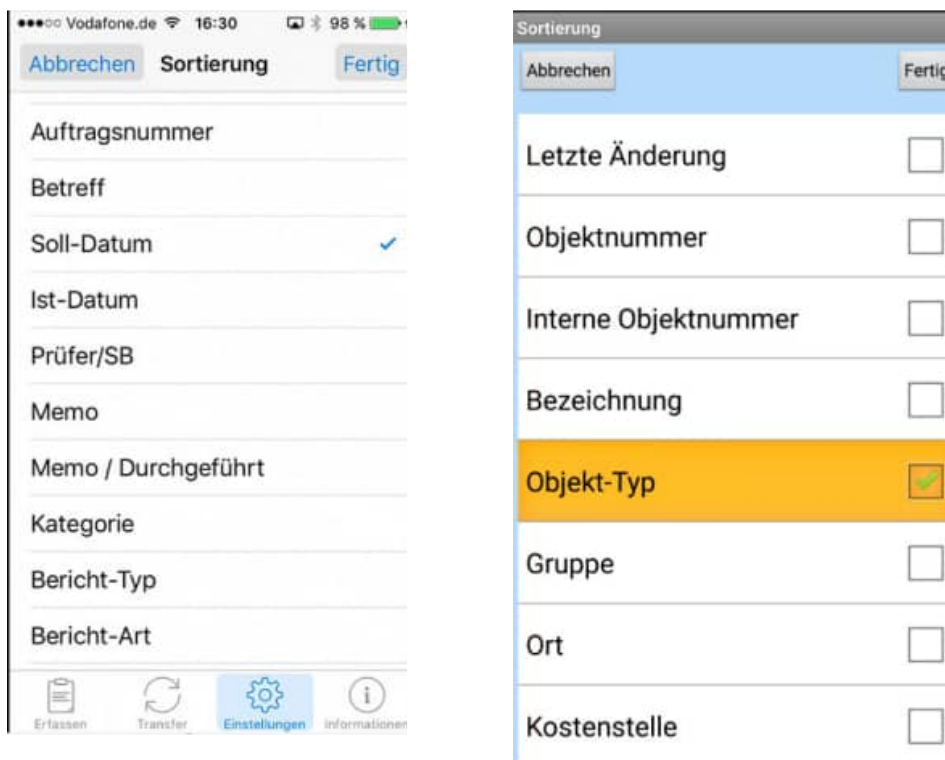 Vodafone.de 16:30 98 %
Abbrechen Sortierung Fertig
Auftragsnummer
Betreff
Soll-Datum
Ist-Datum
Prüfer/SB
Memo
Memo / Durchgeführt
Kategorie
Bericht-Typ
Bericht-Art
Erfassen Transfer Einstellungen Informationen
Sortierung
Abbrechen Fertig
Letzte Änderung
Objektnummer
Interne Objektnummer
Bezeichnung
Objekt-Typ
Gruppe
Ort
Kostenstelle